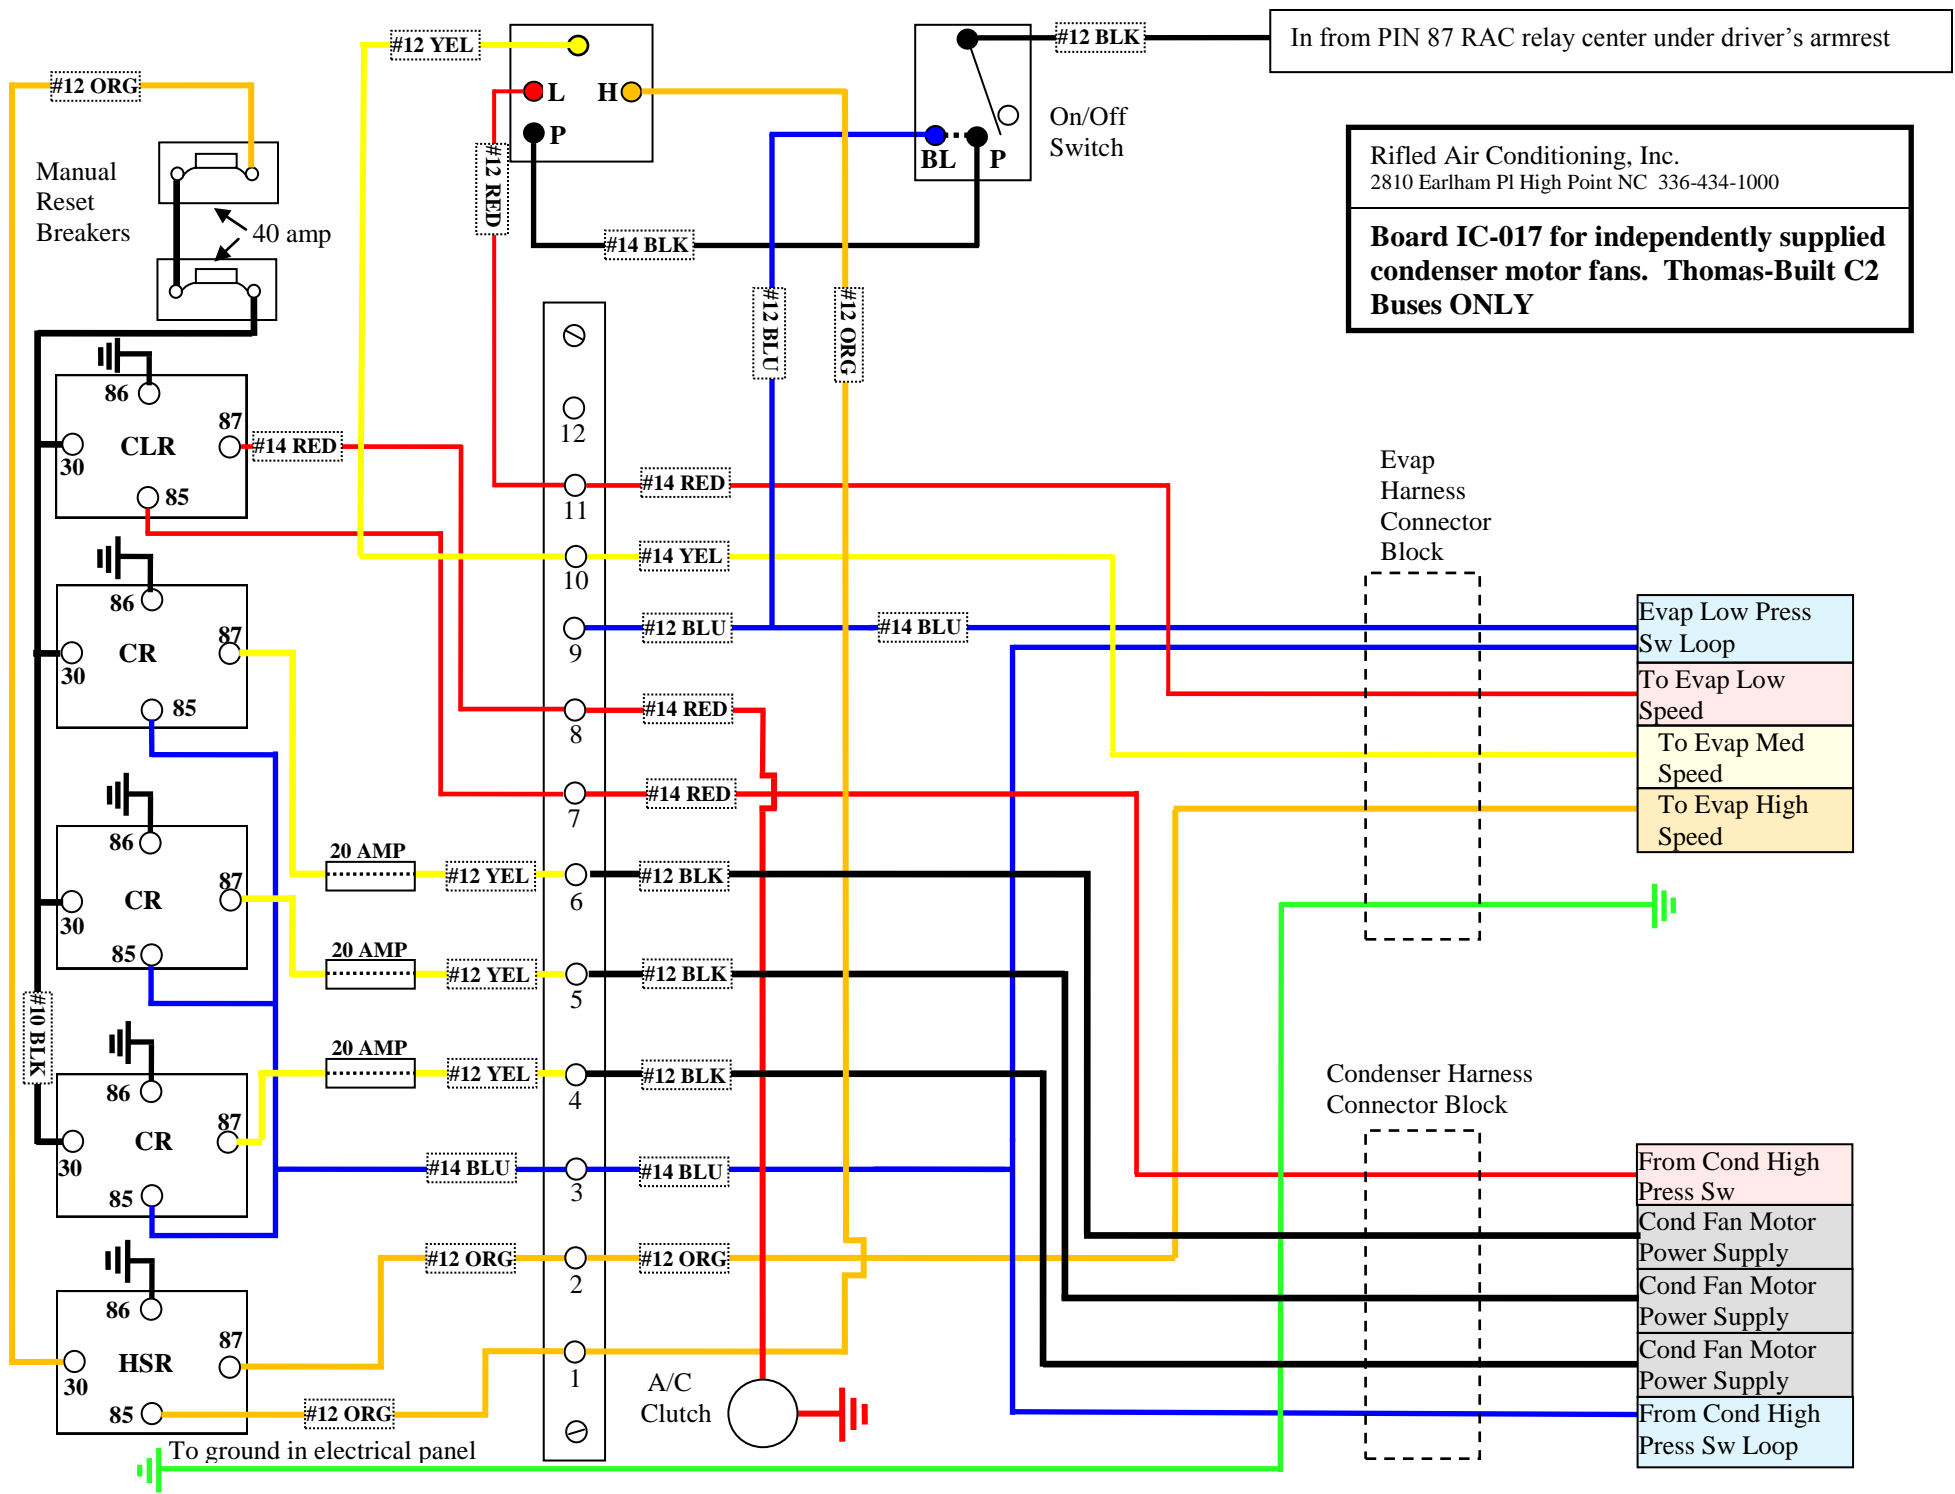 #12 YEL
#12 BLK
In from PIN 87 RAC relay center under driver's armrest
#12 ORG
L
H
P
On/Off
Switch
BL
P
#12 RED
#14 BLK
Manual
Reset
Breakers
40 amp
Rifled Air Conditioning, Inc.
2810 Earlham Pl High Point NC  336-434-1000
Board IC-017 for independently supplied
condenser motor fans.  Thomas-Built C2
Buses ONLY
#12 BLU
#12 ORG
86
87
CLR
30
85
#14 RED
12
11
#14 RED
Evap
Harness
Connector
Block
10
#14 YEL
86
87
CR
30
85
9
#12 BLU
#14 BLU
Evap Low Press
Sw Loop
To Evap Low
Speed
To Evap Med
Speed
To Evap High
Speed
8
#14 RED
7
#14 RED
86
87
CR
30
85
20 AMP
#12 YEL
6
#12 BLK
20 AMP
#12 YEL
5
#12 BLK
#10 BLK
86
87
CR
30
85
20 AMP
#12 YEL
4
#12 BLK
Condenser Harness
Connector Block
#14 BLU
3
#14 BLU
From Cond High
Press Sw
Cond Fan Motor
Power Supply
Cond Fan Motor
Power Supply
Cond Fan Motor
Power Supply
From Cond High
Press Sw Loop
#12 ORG
2
#12 ORG
86
87
HSR
30
85
#12 ORG
1
A/C
Clutch
To ground in electrical panel